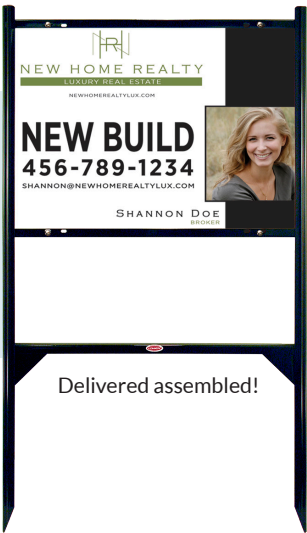 NRH
NEW HOME REALTY
LUXURY REAL ESTATE
NEWHOMEREALTYLUX.COM
NEW BUILD
456-789-1234
SHANNON@NEWHOMEREALTYLUX.COM
SHANNON DOE
BROKER
Delivered assembled!